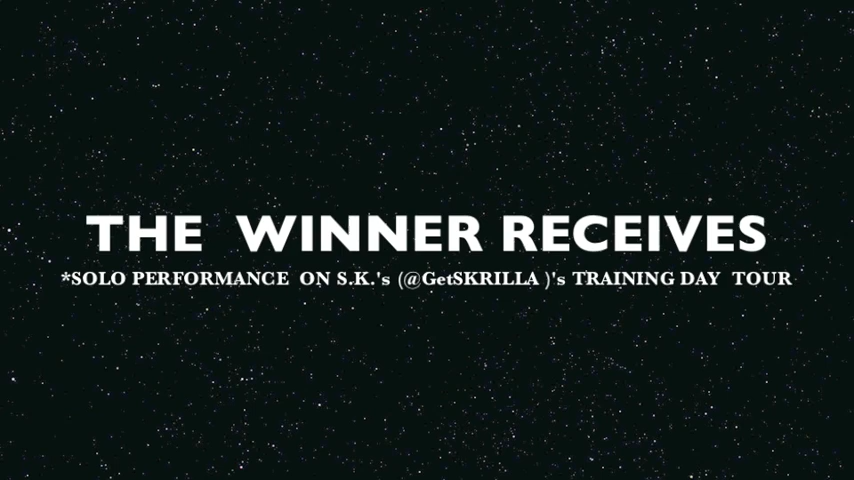 THE WINNER RECEIVES
*SOLO PERFORMANCE ON S.K.'s (@GetSKRILLA )'s TRAINING DAY TOUR